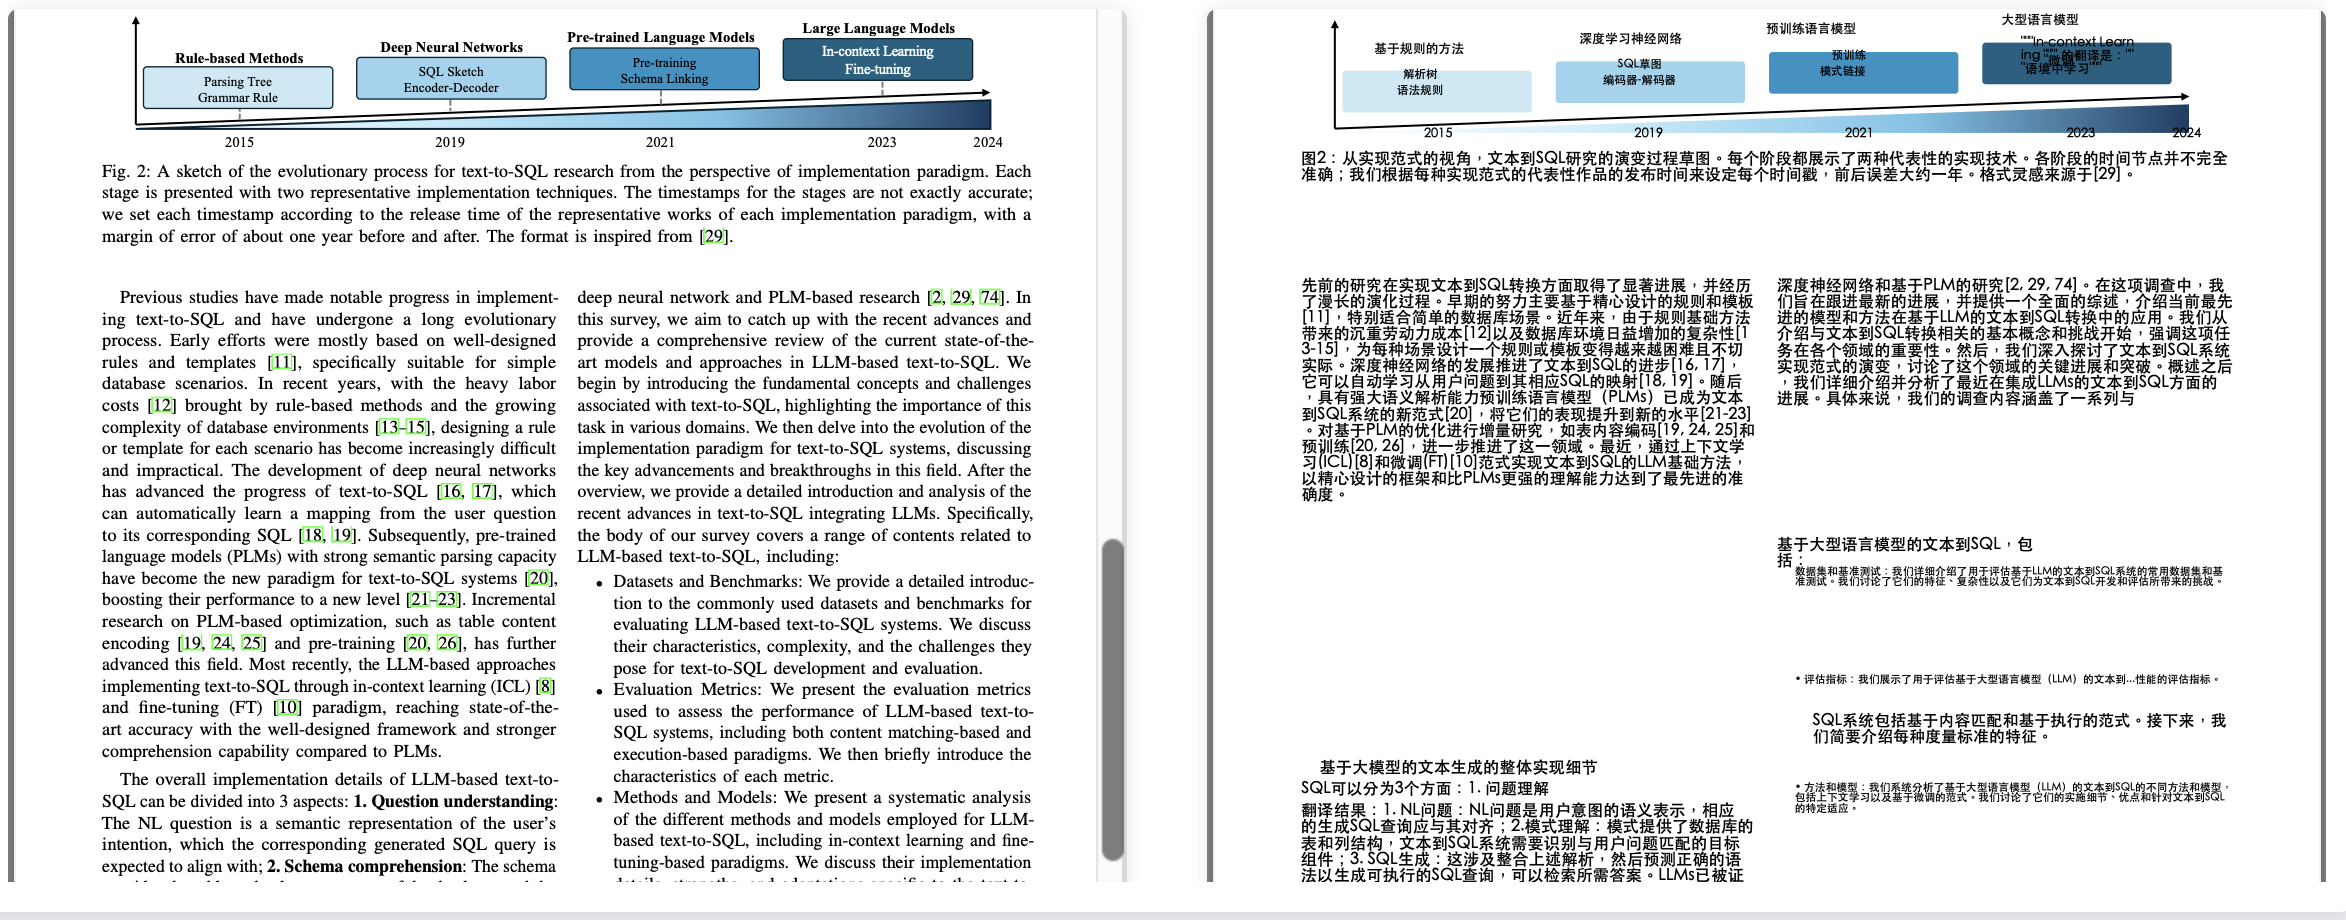 Large Language Models
Pre-trained Language Models
Deep Neural Networks
Rule-based Methods
In-context Learning
Fine-tuning
Pre-training
Schema Linking
SQL Sketch
Encoder-Decoder
Parsing Tree
Grammar Rule
2015
2019
2021
2023
2024
Fig. 2: A sketch of the evolutionary process for text-to-SQL research from the perspective of implementation paradigm. Each
stage is presented with two representative implementation techniques. The timestamps for the stages are not exactly accurate;
we set each timestamp according to the release time of the representative works of each implementation paradigm, with a
margin of error of about one year before and after. The format is inspired from [29].
Previous studies have made notable progress in implement-
ing text-to-SQL and have undergone a long evolutionary
process. Early efforts were mostly based on well-designed
rules and templates [11], specifically suitable for simple
database scenarios. In recent years, with the heavy labor
costs [12] brought by rule-based methods and the growing
complexity of database environments [13–15], designing a rule
or template for each scenario has become increasingly difficult
and impractical. The development of deep neural networks
has advanced the progress of text-to-SQL [16, 17], which
can automatically learn a mapping from the user question
to its corresponding SQL [18, 19]. Subsequently, pre-trained
language models (PLMs) with strong semantic parsing capacity
have become the new paradigm for text-to-SQL systems [20],
boosting their performance to a new level [21–23]. Incremental
research on PLM-based optimization, such as table content
encoding [19, 24, 25] and pre-training [20, 26], has further
advanced this field. Most recently, the LLM-based approaches
implementing text-to-SQL through in-context learning (ICL) [8]
and fine-tuning (FT) [10] paradigm, reaching state-of-the-
art accuracy with the well-designed framework and stronger
comprehension capability compared to PLMs.
The overall implementation details of LLM-based text-to-
SQL can be divided into 3 aspects: 1. Question understanding:
The NL question is a semantic representation of the user's
intention, which the corresponding generated SQL query is
expected to align with; 2. Schema comprehension: The schema
deep neural network and PLM-based research [2, 29, 74]. In
this survey, we aim to catch up with the recent advances and
provide a comprehensive review of the current state-of-the-
art models and approaches in LLM-based text-to-SQL. We
begin by introducing the fundamental concepts and challenges
associated with text-to-SQL, highlighting the importance of this
task in various domains. We then delve into the evolution of the
implementation paradigm for text-to-SQL systems, discussing
the key advancements and breakthroughs in this field. After the
overview, we provide a detailed introduction and analysis of the
recent advances in text-to-SQL integrating LLMs. Specifically,
the body of our survey covers a range of contents related to
LLM-based text-to-SQL, including:
• Datasets and Benchmarks: We provide a detailed introduc-
tion to the commonly used datasets and benchmarks for
evaluating LLM-based text-to-SQL systems. We discuss
their characteristics, complexity, and the challenges they
pose for text-to-SQL development and evaluation.
• Evaluation Metrics: We present the evaluation metrics
used to assess the performance of LLM-based text-to-
SQL systems, including both content matching-based and
execution-based paradigms. We then briefly introduce the
characteristics of each metric.
• Methods and Models: We present a systematic analysis
of the different methods and models employed for LLM-
based text-to-SQL, including in-context learning and fine-
tuning-based paradigms. We discuss their implementation
大型语言模型
预训练语言模型
深度学习神经网络
基于规则的方法
"""In-context Learn
ing
的翻译是：
"语境中学习"""
预训练
模式链接
SQL草图
编码器-解码器
解析树
语法规则
2015
2019
2021
2023
2024
图2：从实现范式的视角，文本到SQL研究的演变过程草图。每个阶段都展示了两种代表性的实现技术。各阶段的时间节点并不完全
准确；我们根据每种实现范式的代表性作品的发布时间来设定每个时间戳，前后误差大约一年。格式灵感来源于[29]。
先前的研究在实现文本到SQL转换方面取得了显著进展，并经历
了漫长的演化过程。早期的努力主要基于精心设计的规则和模板
[11]，特别适合简单的数据库场景。近年来，由于规则基础方法
带来的沉重劳动力成本[12]以及数据库环境日益增加的复杂性[1
3-15]，为每种场景设计一个规则或模板变得越来越困难且不切
实际。深度神经网络的发展推进了文本到SQL的进步[16, 17]，
它可以自动学习从用户问题到其相应SQL的映射[18, 19]。随后
，具有强大语义解析能力预训练语言模型（PLMs）已成为文本
到SQL系统的新范式[20]，将它们的表现提升到新的水平[21-23]
。对基于PLM的优化进行增量研究，如表内容编码[19, 24, 25]和
预训练[20, 26]，进一步推进了这一领域。最近，通过上下文学
习(ICL)[8]和微调(FT)[10]范式实现文本到SQL的LLM基础方法，
以精心设计的框架和比PLMs更强的理解能力达到了最先进的准
确度。
基于大模型的文本生成的整体实现细节
SQL可以分为3个方面：1. 问题理解
翻译结果：1. NL问题：NL问题是用户意图的语义表示，相应
的生成SQL查询应与其对齐；2.模式理解：模式提供了数据库的
表和列结构，文本到SQL系统需要识别与用户问题匹配的目标
组件；3. SQL生成：这涉及整合上述解析，然后预测正确的语
法以生成可执行的SQL查询，可以检索所需答案。LLMs已被证
深度神经网络和基于PLM的研究[2, 29, 74]。在这项调查中，我
们旨在跟进最新的进展，并提供一个全面的综述，介绍当前最先
进的模型和方法在基于LLM的文本到SQL转换中的应用。我们从
介绍与文本到SQL转换相关的基本概念和挑战开始，强调这项任
务在各个领域的重要性。然后，我们深入探讨了文本到SQL系统
实现范式的演变，讨论了这个领域的关键进展和突破。概述之后
，我们详细介绍并分析了最近在集成LLMs的文本到SQL方面的
进展。具体来说，我们的调查内容涵盖了一系列与
基于大型语言模型的文本到SQL，包
括：
数据集和基准测试：我们详细介绍了用于评估基于LLM的文本到SQL系统的常用数据集和基
准测试。我们讨论了它们的特征、复杂性以及它们为文本到SQL开发和评估所带来的挑战。
• 评估指标：我们展示了用于评估基于大型语言模型（LLM）的文本到...性能的评估指标。
SQL系统包括基于内容匹配和基于执行的范式。接下来，我
们简要介绍每种度量标准的特征。
• 方法和模型：我们系统分析了基于大型语言模型（LLM）的文本到SQL的不同方法和模型，
包括上下文学习以及基于微调的范式。我们讨论了它们的实施细节、优点和针对文本到SQL
的特定适应。